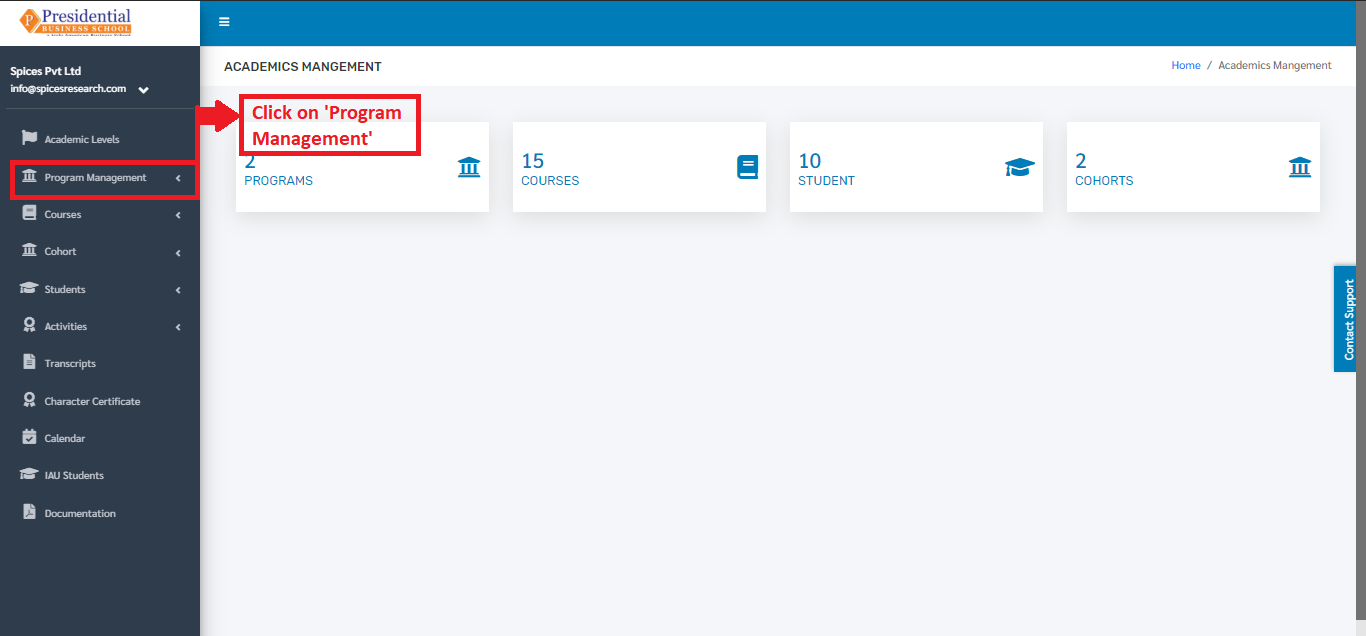 Presidential
BUSINESS SCHOOL
Spices Pvt Ltd
info@spicesresearch.com
Academic Levels
Program Management
Courses
Cohort
Students
Activities
Transcripts
Character Certificate
Calendar
IAU Students
Documentation
ACADEMICS MANGEMENT
Home / Academics Mangement
Click on 'Program
Management'
2
PROGRAMS
15
COURSES
10
STUDENT
2
COHORTS
Contact Support